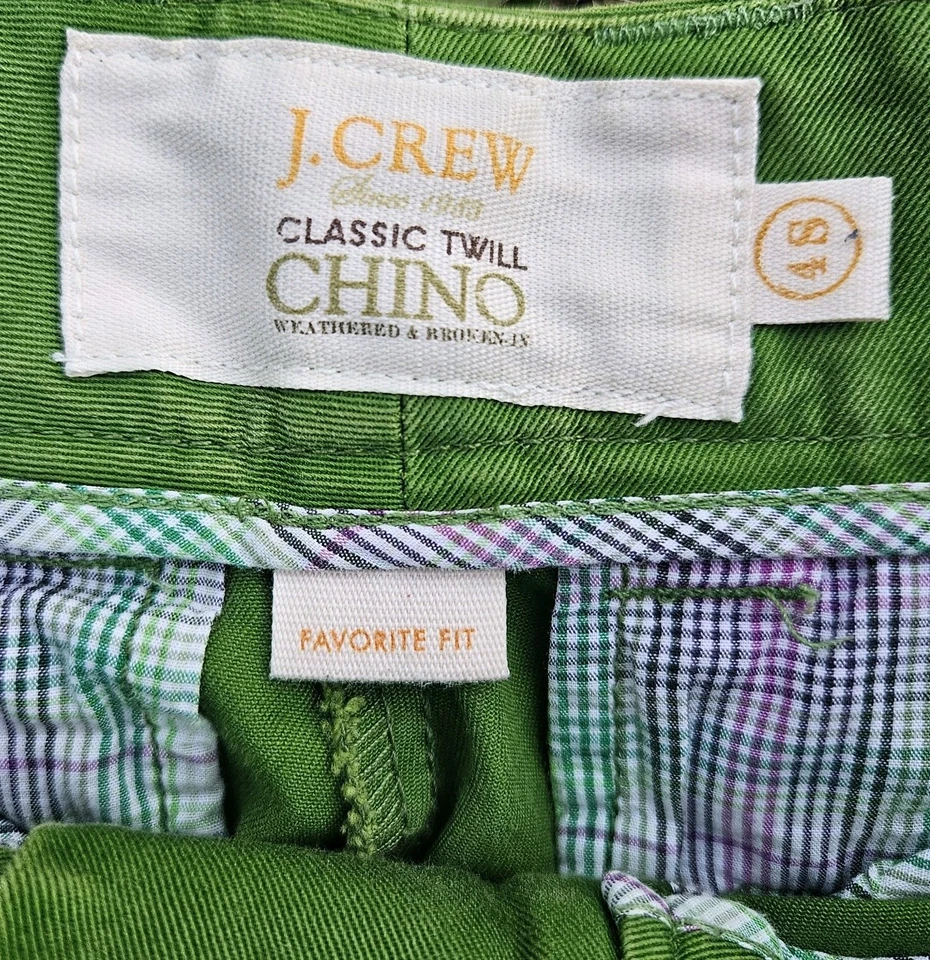 J.CREW
Since 1983
CLASSIC TWILL
CHINO
WEATHERED & BROKEN-IN
4S
FAVORITE FIT